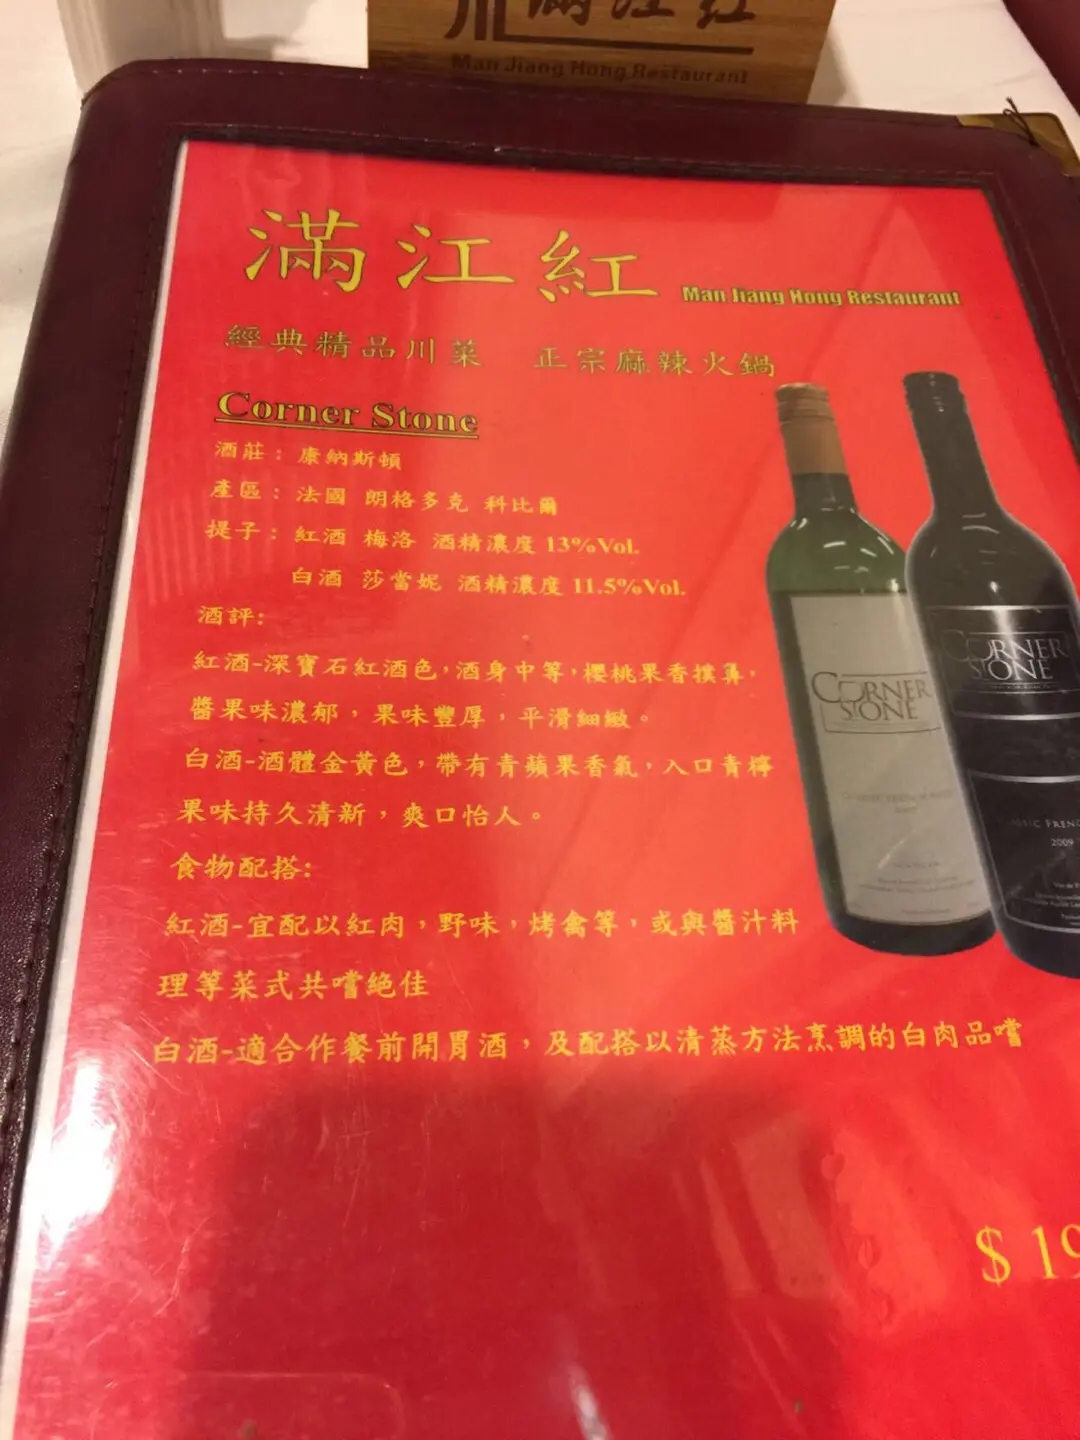 滿江紅
Man Jiang Hong Restaurant
滿江紅 Man Jiang Hong Restaurant
經典精品川菜 正宗麻辣火鍋
Corner Stone
酒莊：康納斯頓
產區：法國 朗格多克 科比爾
提子：紅酒 梅洛 酒精濃度 13%Vol.
白酒 莎當妮 酒精濃度 11.5%Vol.
酒評:
紅酒-深寶石紅酒色，酒身中等，櫻桃果香撲鼻，
醬果味濃郁，果味豐厚，平滑細緻。
白酒-酒體金黃色，帶有青蘋果香氣，入口青檸
果味持久清新，爽口怡人。
食物配搭:
紅酒-宜配以紅肉，野味，烤禽等，或與醬汁料
理等菜式共嚐絕佳
白酒-適合作餐前開胃酒，及配搭以清蒸方法烹調的白肉品嚐
CORNER
STONE
CORNER
STONE
CLASSIC FRENC
2009
$ 19